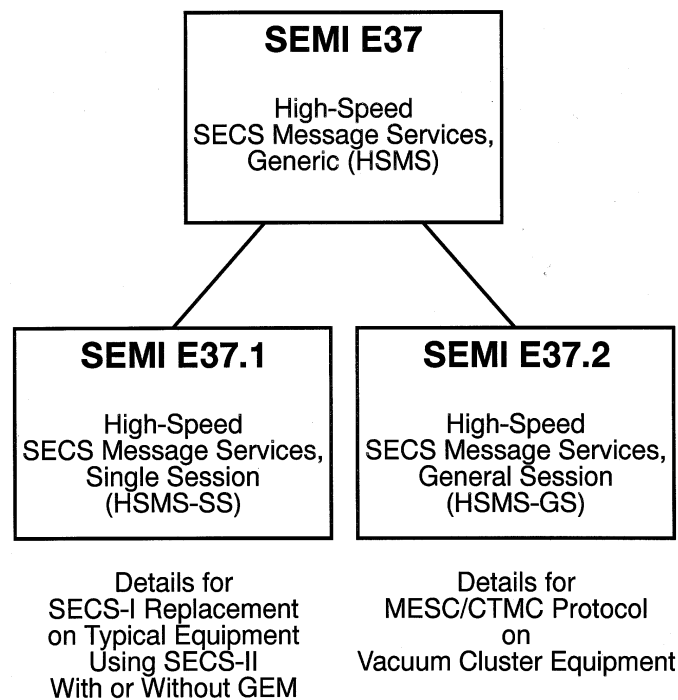 SEMI E37
High-Speed
SECS Message Services,
Generic (HSMS)
SEMI E37.1
High-Speed
SECS Message Services,
Single Session
(HSMS-SS)
SEMI E37.2
High-Speed
SECS Message Services,
General Session
(HSMS-GS)
Details for
SECS-I Replacement
on Typical Equipment
Using SECS-II
With or Without GEM
Details for
MESC/CTMC Protocol
on
Vacuum Cluster Equipment